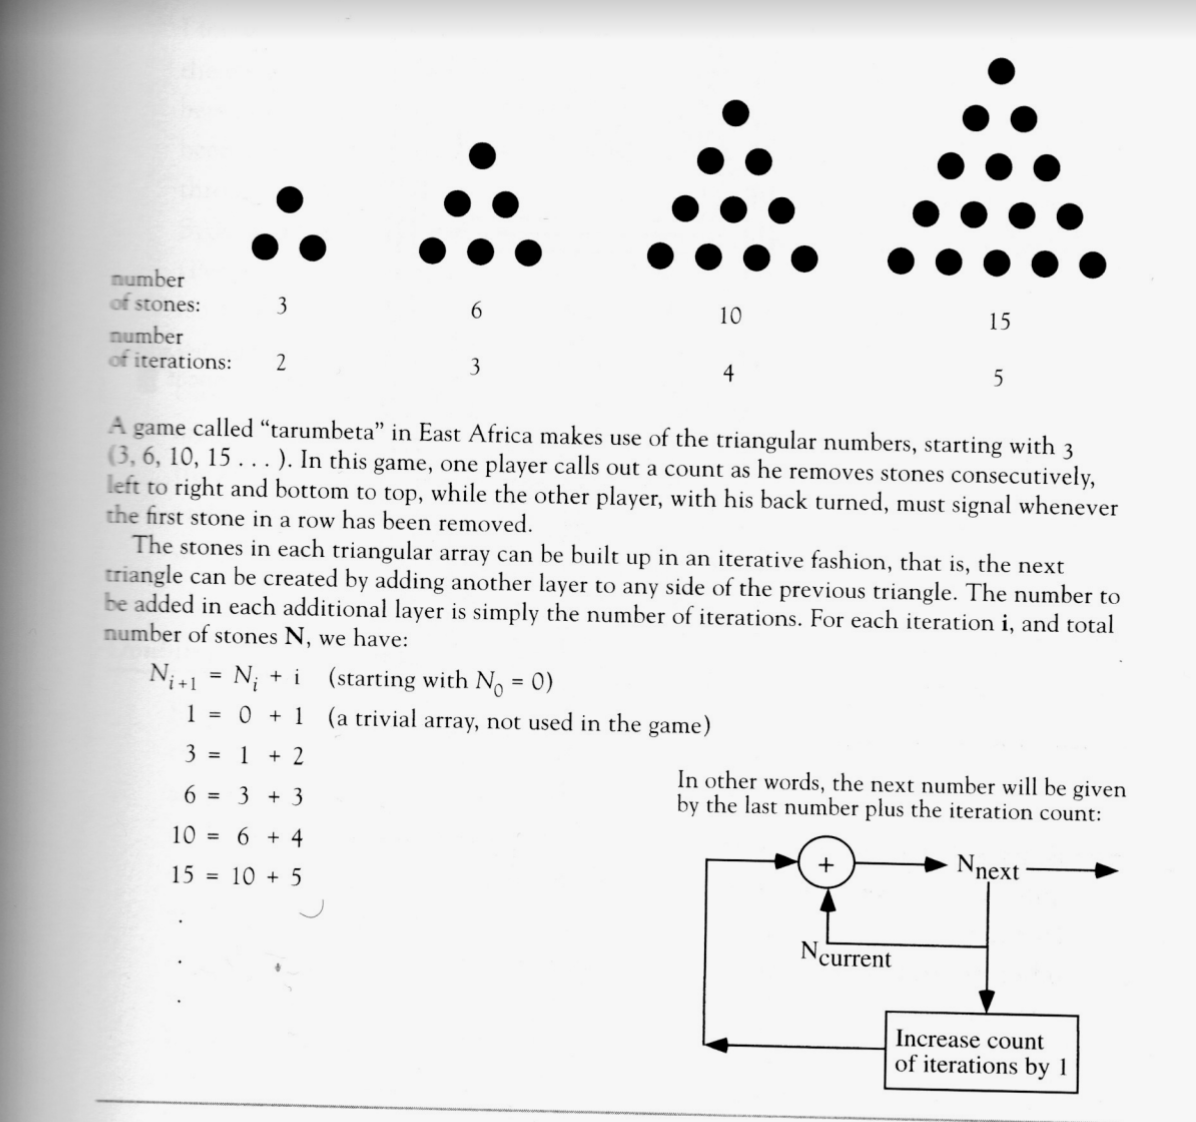 number
of stones: 3 6 10 15
number
of iterations: 2 3 4 5
A game called “tarumbeta” in East Africa makes use of the triangular numbers, starting with 3
(3, 6, 10, 15 . . . ). In this game, one player calls out a count as he removes stones consecutively,
left to right and bottom to top, while the other player, with his back turned, must signal whenever
the first stone in a row has been removed.
The stones in each triangular array can be built up in an iterative fashion, that is, the next
triangle can be created by adding another layer to any side of the previous triangle. The number to
be added in each additional layer is simply the number of iterations. For each iteration i, and total
number of stones N, we have:
N_{i+1} = N_i + i (starting with N_0 = 0)
1 = 0 + 1 (a trivial array, not used in the game)
3 = 1 + 2
6 = 3 + 3
10 = 6 + 4
15 = 10 + 5
.
.
.
In other words, the next number will be given
by the last number plus the iteration count:
+
N_next
N_current
Increase count
of iterations by 1